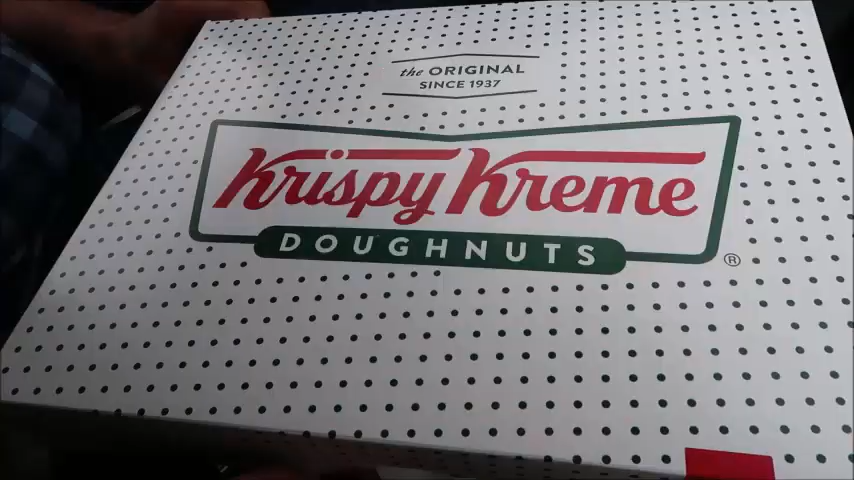 the ORIGINAL
SINCE 1937
Krispy Kreme
DOUGHNUTS
®